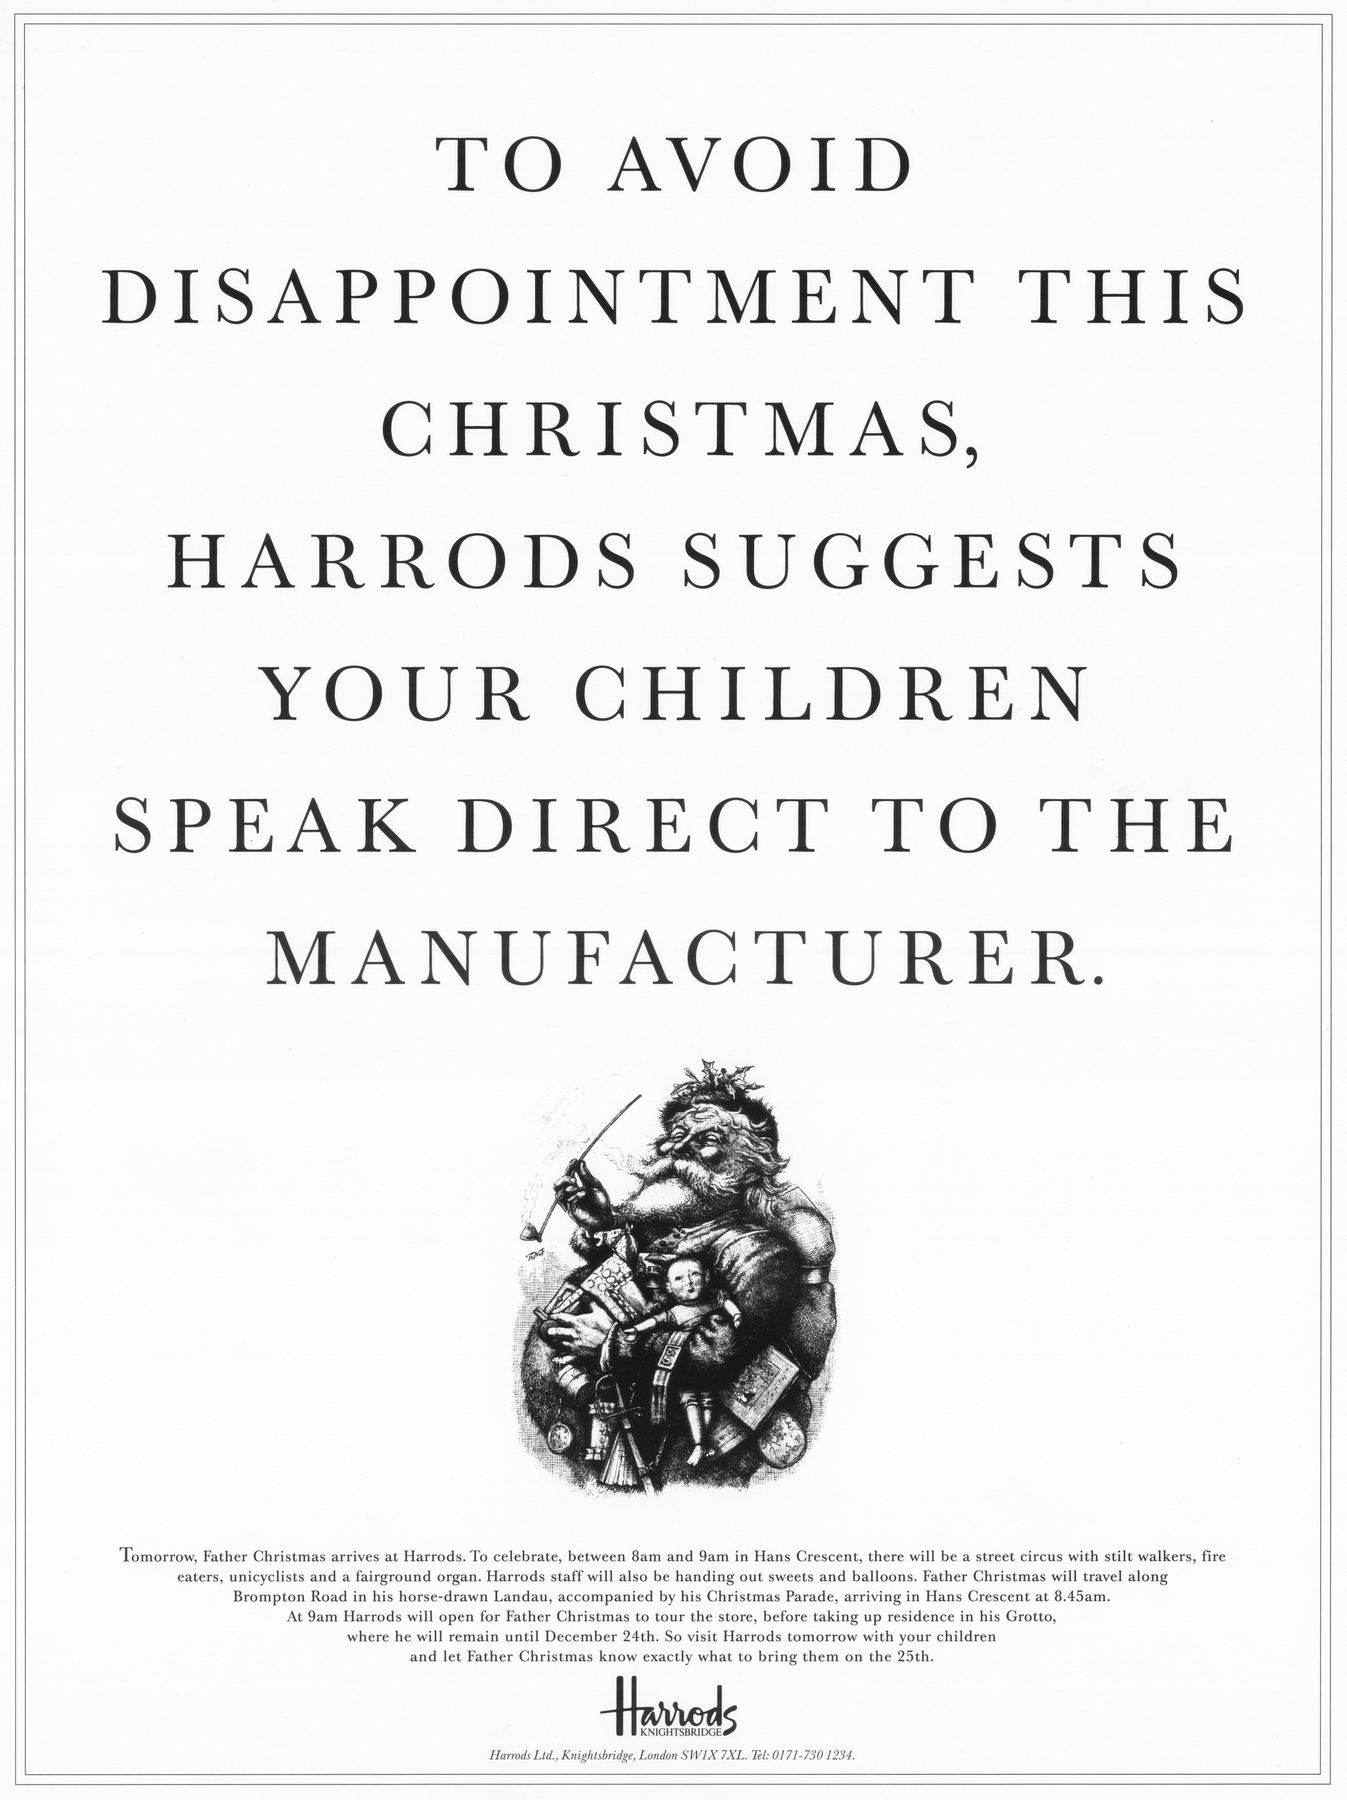 TO AVOID
DISAPPOINTMENT THIS
CHRISTMAS,
HARRODS SUGGESTS
YOUR CHILDREN
SPEAK DIRECT TO THE
MANUFACTURER.
Tomorrow, Father Christmas arrives at Harrods. To celebrate, between 8am and 9am in Hans Crescent, there will be a street circus with stilt walkers, fire
eaters, unicyclists and a fairground organ. Harrods staff will also be handing out sweets and balloons. Father Christmas will travel along
Brompton Road in his horse-drawn Landau, accompanied by his Christmas Parade, arriving in Hans Crescent at 8.45am.
At 9am Harrods will open for Father Christmas to tour the store, before taking up residence in his Grotto,
where he will remain until December 24th. So visit Harrods tomorrow with your children
and let Father Christmas know exactly what to bring them on the 25th.
Harrods
KNIGHTSBRIDGE
Harrods Ltd., Knightsbridge, London SW1X 7XL. Tel: 0171-730 1234.